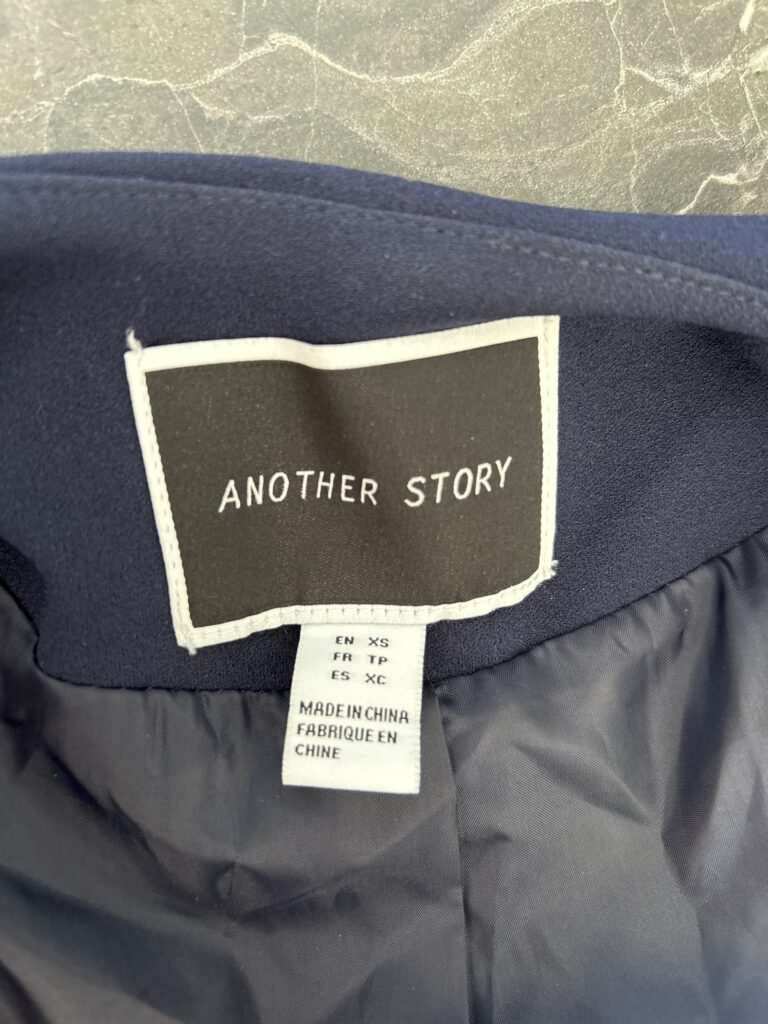 ANOTHER STORY
EN XS
FR TP
ES XC
MADE IN CHINA
FABRIQUE EN
CHINE